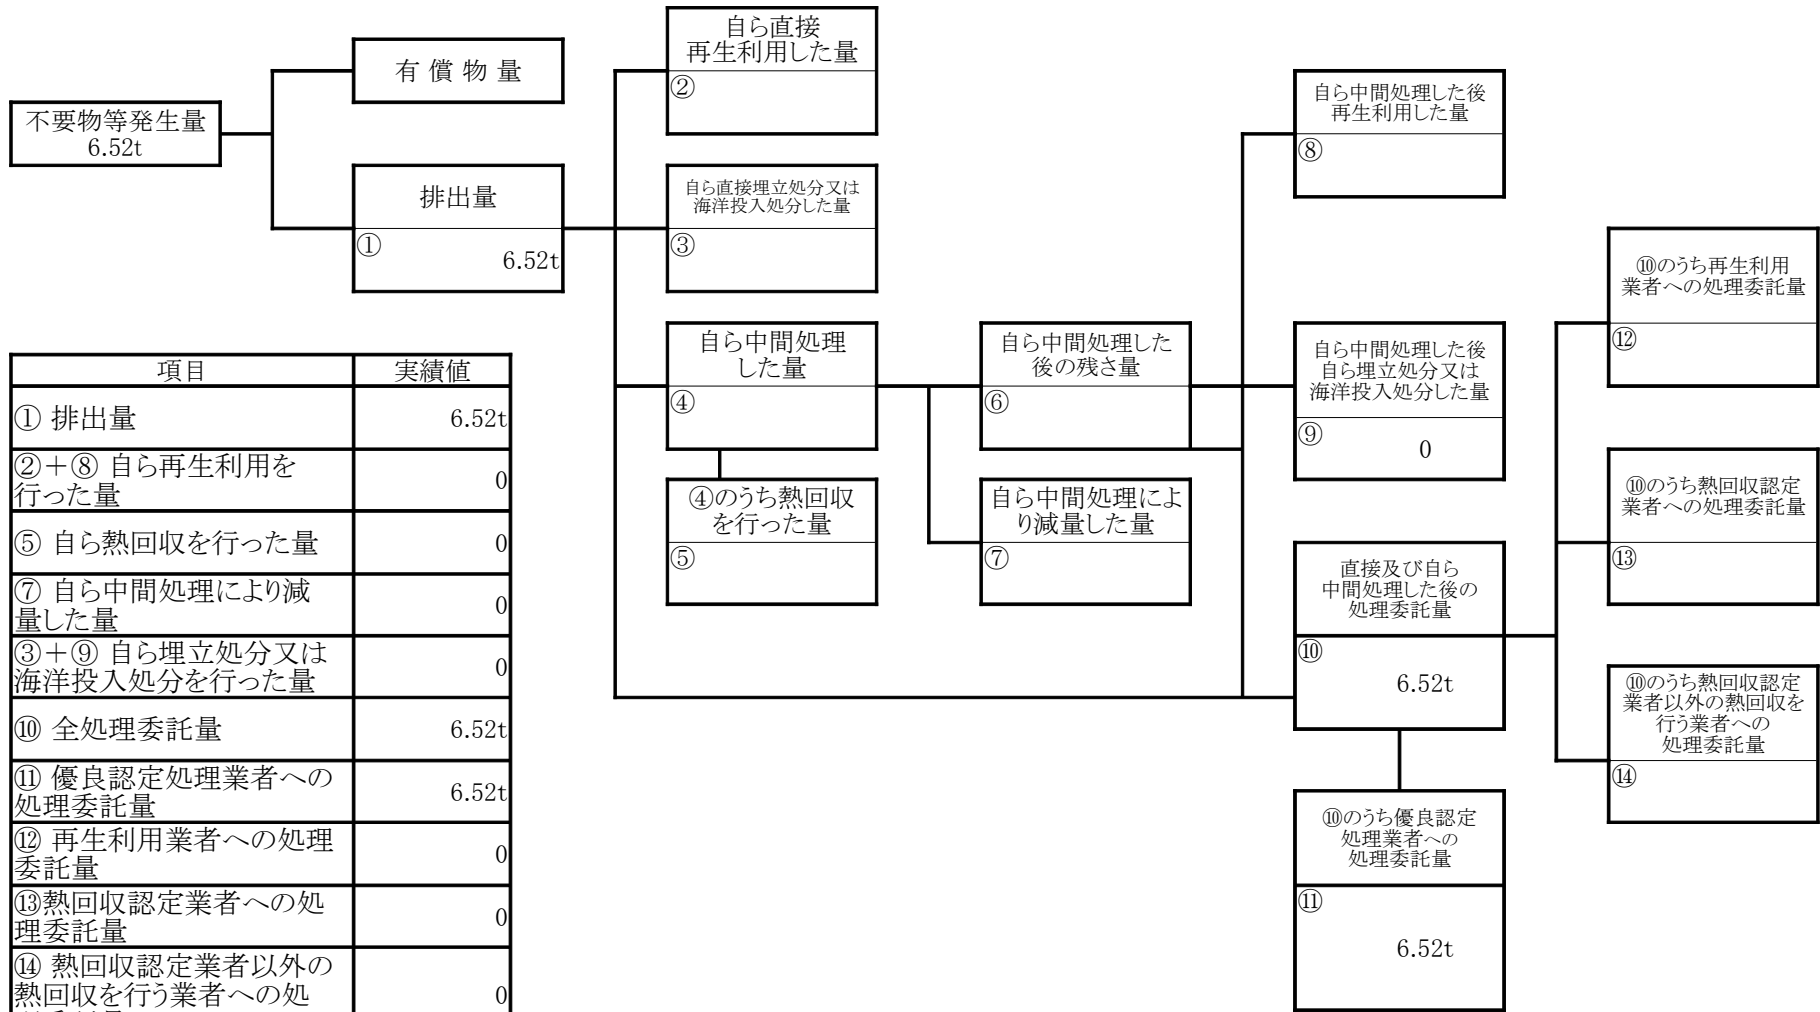 不要物等発生量
6.52t
有 償 物 量
排出量
①
6.52t
自ら直接
再生利用した量
②
自ら直接埋立処分又は
海洋投入処分した量
③
自ら中間処理
した量
④
④のうち熱回収
を行った量
⑤
自ら中間処理した
後の残さ量
⑥
自ら中間処理によ
り減量した量
⑦
自ら中間処理した後
再生利用した量
⑧
自ら中間処理した後
自ら埋立処分又は
海洋投入処分した量
⑨
0
直接及び自ら
中間処理した後の
処理委託量
⑩
6.52t
⑩のうち優良認定
処理業者への
処理委託量
⑪
6.52t
⑩のうち再生利用
業者への処理委託量
⑫
⑩のうち熱回収認定
業者への処理委託量
⑬
⑩のうち熱回収認定
業者以外の熱回収を
行う業者への
処理委託量
⑭
項目 実績値
① 排出量 6.52t
②+⑧ 自ら再生利用を
行った量 0
⑤ 自ら熱回収を行った量 0
⑦ 自ら中間処理により減
量した量 0
③+⑨ 自ら埋立処分又は
海洋投入処分を行った量 0
⑩ 全処理委託量 6.52t
⑪ 優良認定処理業者への
処理委託量 6.52t
⑫ 再生利用業者への処理
委託量 0
⑬熱回収認定業者への処
理委託量 0
⑭ 熱回収認定業者以外の
熱回収を行う業者への処 0